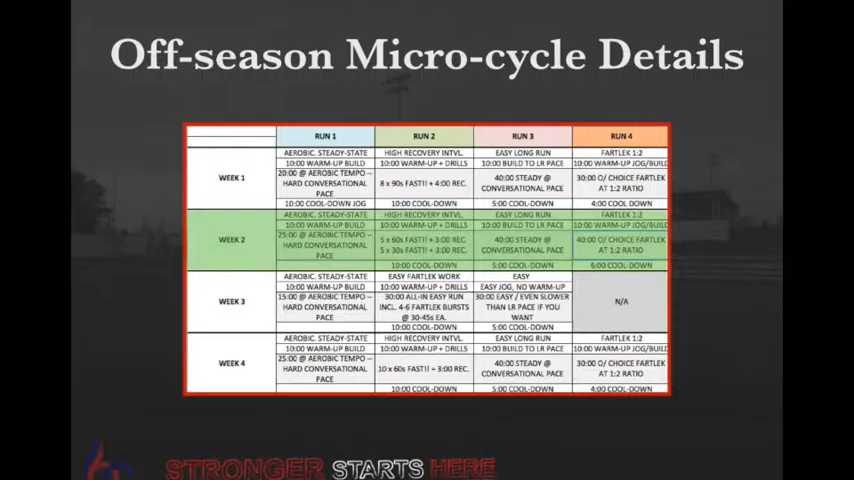 Off-season Micro-cycle Details
RUN 1 RUN 2 RUN 3 RUN 4
WEEK 1
AEROBIC. STEADY-STATE HIGH RECOVERY INTVL. EASY LONG RUN FARTLEK 1:2
10:00 WARM-UP BUILD 10:00 WARM-UP + DRILLS 10:00 BUILD TO LR PACE 10:00 WARM-UP JOG/BUILD
20:00 @ AEROBIC TEMPO --
HARD CONVERSATIONAL
PACE
8 x 90s FAST!! + 4:00 REC.
40:00 STEADY @
CONVERSATIONAL PACE
30:00 O/ CHOICE FARTLEK
AT 1:2 RATIO
10:00 COOL-DOWN JOG 10:00 COOL-DOWN 5:00 COOL-DOWN 4:00 COOL DOWN
WEEK 2
AEROBIC. STEADY-STATE HIGH RECOVERY INTVL. EASY LONG RUN FARTLEK 1:2
10:00 WARM-UP BUILD 10:00 WARM-UP + DRILLS 10:00 BUILD TO LR PACE 10:00 WARM-UP JOG/BUILD
25:00 @ AEROBIC TEMPO --
HARD CONVERSATIONAL
PACE
5 x 60s FAST!! + 3:00 REC.
5 x 30s FAST!! + 3:00 REC.
40:00 STEADY @
CONVERSATIONAL PACE
40:00 O/ CHOICE FARTLEK
AT 1:2 RATIO
10:00 COOL-DOWN 5:00 COOL-DOWN 6:00 COOL-DOWN
WEEK 3
AEROBIC. STEADY-STATE EASY FARTLEK WORK EASY
10:00 WARM-UP BUILD 10:00 WARM-UP + DRILLS EASY JOG, NO WARM-UP
15:00 @ AEROBIC TEMPO --
HARD CONVERSATIONAL
PACE
30:00 ALL-IN EASY RUN
INCL. 4-6 FARTLEK BURSTS
@ 30-45s EA.
30:00 EASY / EVEN SLOWER
THAN LR PACE IF YOU
WANT
N/A
10:00 COOL-DOWN 5:00 COOL-DOWN
WEEK 4
AEROBIC. STEADY-STATE HIGH RECOVERY INTVL. EASY LONG RUN FARTLEK 1:2
10:00 WARM-UP BUILD 10:00 WARM-UP + DRILLS 10:00 BUILD TO LR PACE 10:00 WARM-UP JOG/BUILD
25:00 @ AEROBIC TEMPO --
HARD CONVERSATIONAL
PACE
10 x 60s FAST!! + 3:00 REC.
40:00 STEADY @
CONVERSATIONAL PACE
30:00 O/ CHOICE FARTLEK
AT 1:2 RATIO
10:00 COOL-DOWN 5:00 COOL-DOWN 4:00 COOL-DOWN
STRONGER STARTS HERE